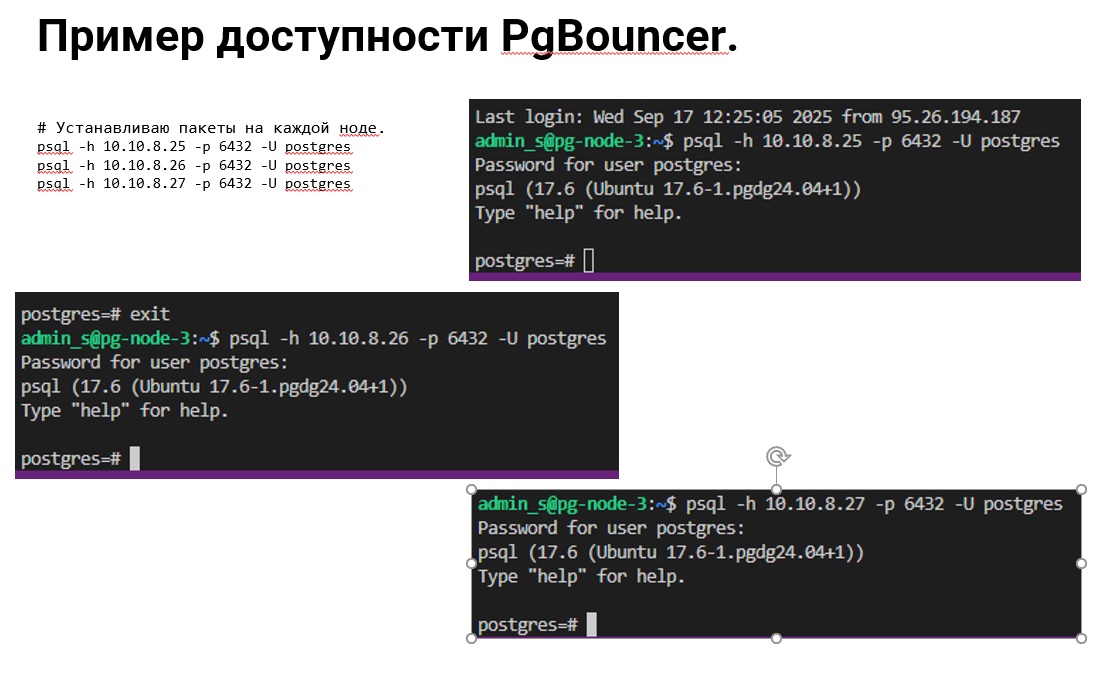 Пример доступности PgBouncer.
# Устанавливаю пакеты на каждой ноде.
psql -h 10.10.8.25 -p 6432 -U postgres
psql -h 10.10.8.26 -p 6432 -U postgres
psql -h 10.10.8.27 -p 6432 -U postgres
Last login: Wed Sep 17 12:25:05 2025 from 95.26.194.187
admin_s@pg-node-3:~$ psql -h 10.10.8.25 -p 6432 -U postgres
Password for user postgres:
psql (17.6 (Ubuntu 17.6-1.pgdg24.04+1))
Type "help" for help.
postgres=#
postgres=# exit
admin_s@pg-node-3:~$ psql -h 10.10.8.26 -p 6432 -U postgres
Password for user postgres:
psql (17.6 (Ubuntu 17.6-1.pgdg24.04+1))
Type "help" for help.
postgres=#
admin_s@pg-node-3:~$ psql -h 10.10.8.27 -p 6432 -U postgres
Password for user postgres:
psql (17.6 (Ubuntu 17.6-1.pgdg24.04+1))
Type "help" for help.
postgres=#